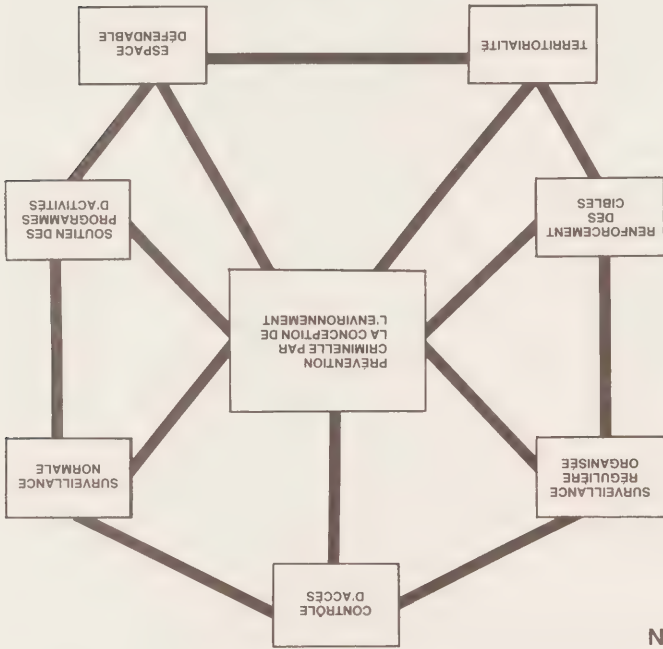 N
CONTRÔLE
D'ACCÈS
SURVEILLANCE
RÉGULIÈRE
ORGANISÉE
SURVEILLANCE
NORMALE
PRÉVENTION
CRIMINELLE PAR
LA CONCEPTION DE
L'ENVIRONNEMENT
RENFORCEMENT
DES
CIBLES
SOUTIEN DES
PROGRAMMES
D'ACTIVITÉS
TERRITORIALITÉ
ESPACE
DÉFENDABLE